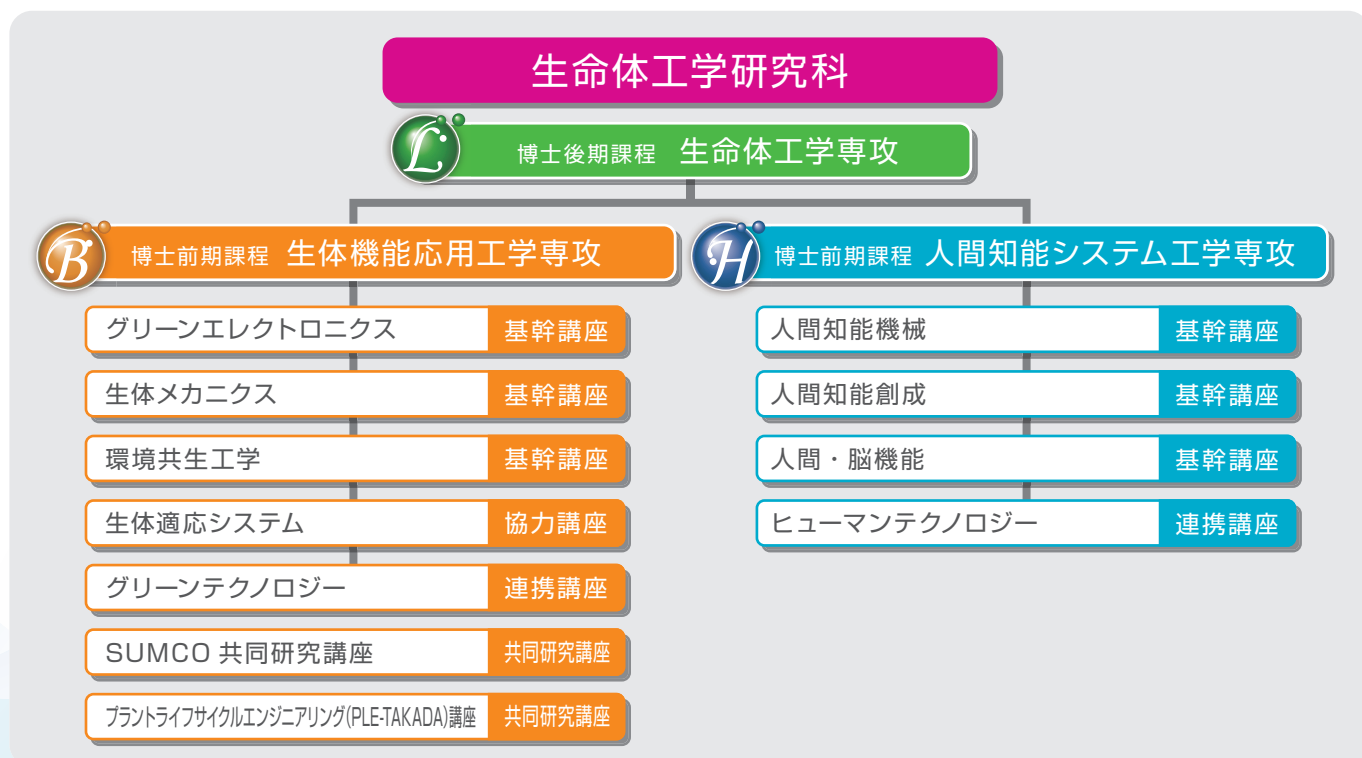 生命体工学研究科
L 博士後期課程 生命体工学専攻
B 博士前期課程 生体機能応用工学専攻
グリーンエレクトロニクス 基幹講座
生体メカニクス 基幹講座
環境共生工学 基幹講座
生体適応システム 協力講座
グリーンテクノロジー 連携講座
SUMCO 共同研究講座 共同研究講座
プラントライフサイクルエンジニアリング(PLE-TAKADA)講座 共同研究講座
H 博士前期課程 人間知能システム工学専攻
人間知能機械 基幹講座
人間知能創成 基幹講座
人間・脳機能 基幹講座
ヒューマンテクノロジー 連携講座